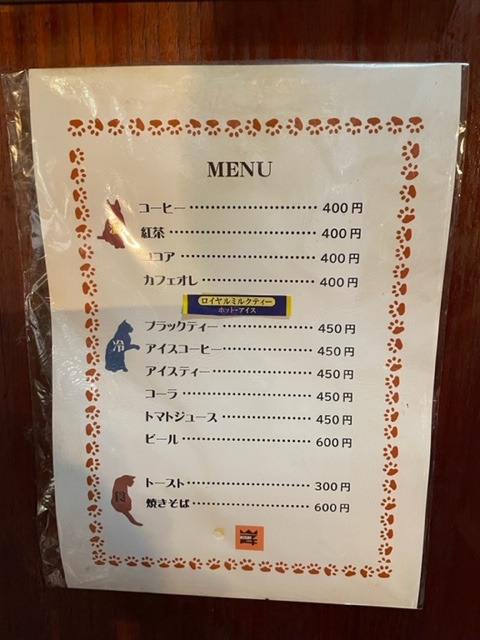 MENU
コーヒー 400円
紅茶 400円
ココア 400円
カフェオレ 400円
ロイヤルミルクティー
ホット・アイス
冷
ブラックティー 450円
アイスコーヒー 450円
アイスティー 450円
コーラ 450円
トマトジュース 450円
ビール 600円
トースト 300円
焼きそば 600円